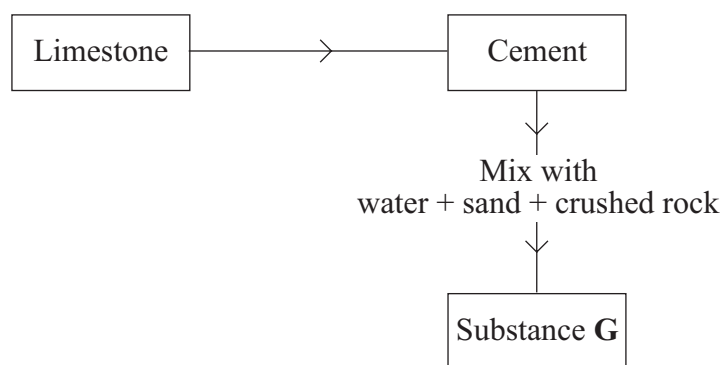 Limestone
Cement
Mix with
water + sand + crushed rock
Substance G